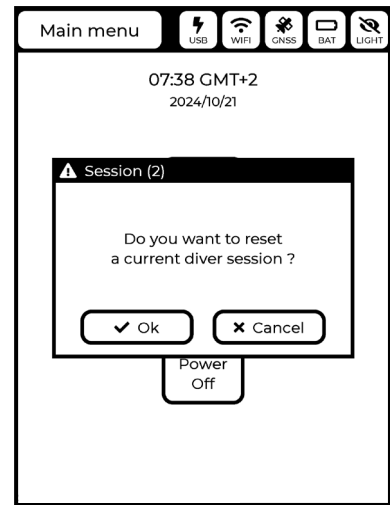 Main menu
USB
WIFI
GNSS
BAT
LIGHT
07:38 GMT+2
2024/10/21
Session (2)
Do you want to reset
a current diver session ?
Ok
Cancel
Power
Off